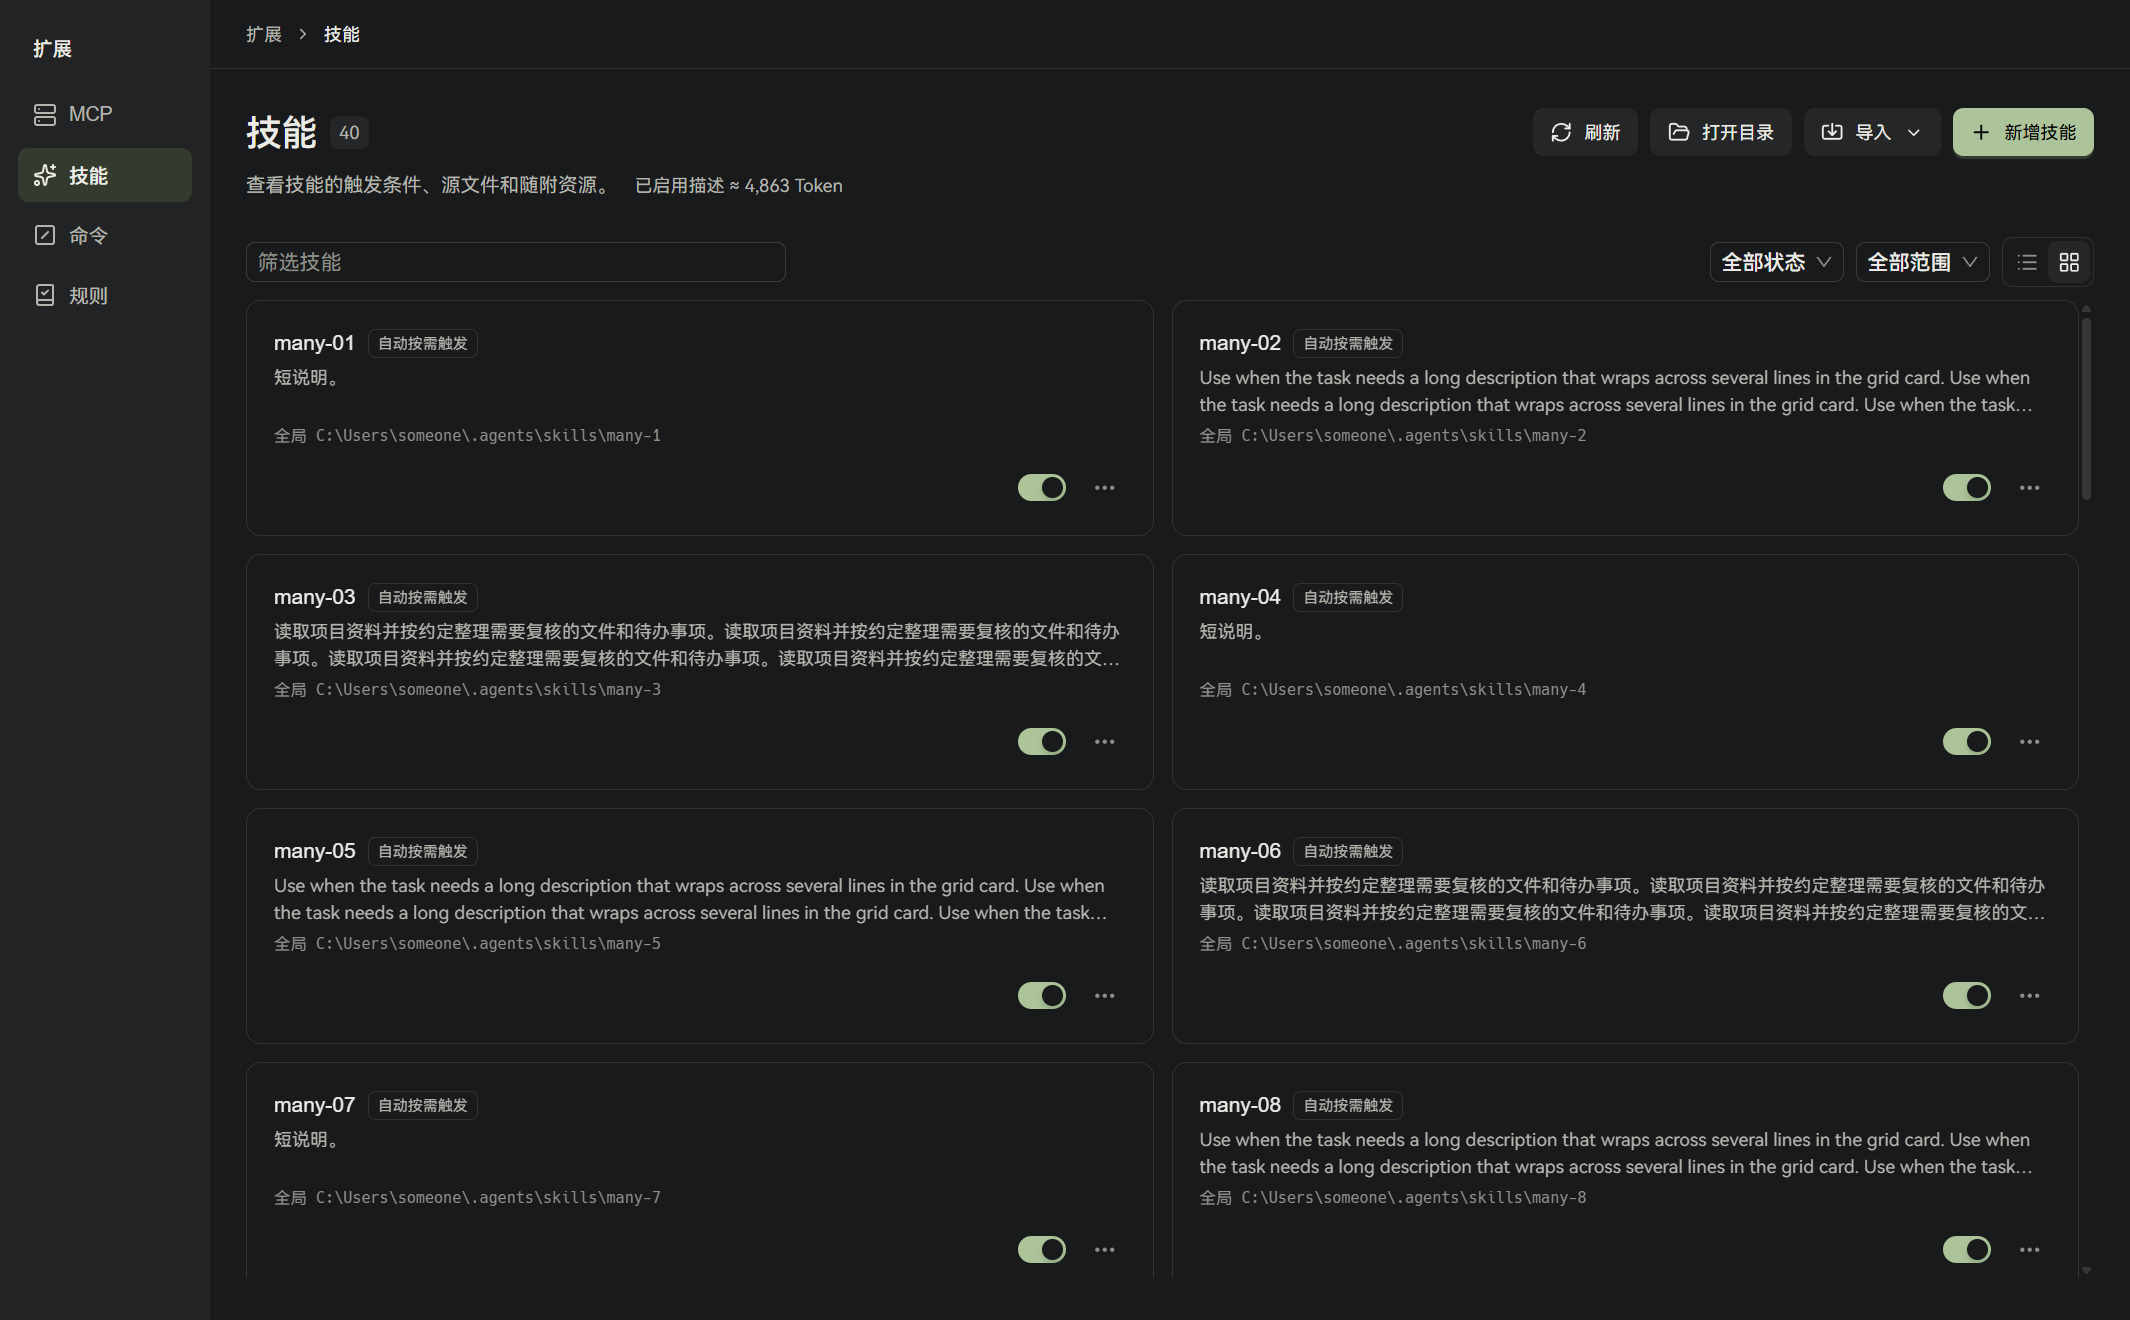 扩展
MCP
技能
命令
规则
扩展 > 技能
技能 40
刷新
打开目录
导入
新增技能
查看技能的触发条件、源文件和随附资源。 已启用描述 ≈ 4,863 Token
筛选技能
全部状态
全部范围
many-01 自动按需触发
短说明。
全局 C:\Users\someone\.agents\skills\many-1
many-02 自动按需触发
Use when the task needs a long description that wraps across several lines in the grid card. Use when
the task needs a long description that wraps across several lines in the grid card. Use when the task…
全局 C:\Users\someone\.agents\skills\many-2
many-03 自动按需触发
读取项目资料并按约定整理需要复核的文件和待办事项。读取项目资料并按约定整理需要复核的文件和待办
事项。读取项目资料并按约定整理需要复核的文件和待办事项。读取项目资料并按约定整理需要复核的文…
全局 C:\Users\someone\.agents\skills\many-3
many-04 自动按需触发
短说明。
全局 C:\Users\someone\.agents\skills\many-4
many-05 自动按需触发
Use when the task needs a long description that wraps across several lines in the grid card. Use when
the task needs a long description that wraps across several lines in the grid card. Use when the task…
全局 C:\Users\someone\.agents\skills\many-5
many-06 自动按需触发
读取项目资料并按约定整理需要复核的文件和待办事项。读取项目资料并按约定整理需要复核的文件和待办
事项。读取项目资料并按约定整理需要复核的文件和待办事项。读取项目资料并按约定整理需要复核的文…
全局 C:\Users\someone\.agents\skills\many-6
many-07 自动按需触发
短说明。
全局 C:\Users\someone\.agents\skills\many-7
many-08 自动按需触发
Use when the task needs a long description that wraps across several lines in the grid card. Use when
the task needs a long description that wraps across several lines in the grid card. Use when the task…
全局 C:\Users\someone\.agents\skills\many-8